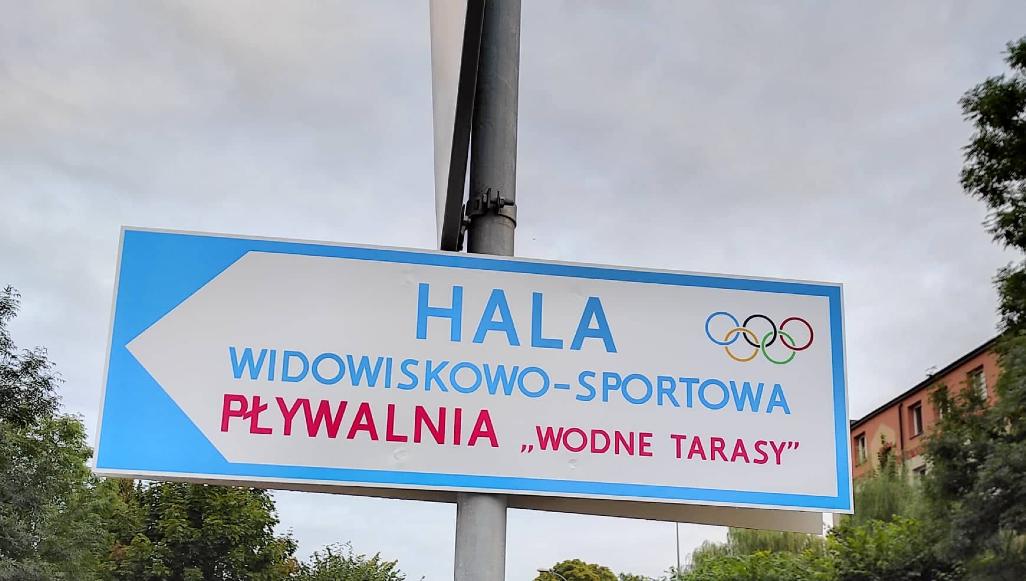 HALA
WIDOWISKOWO-SPORTOWA
PŁYWALNIA „WODNE TARASY”